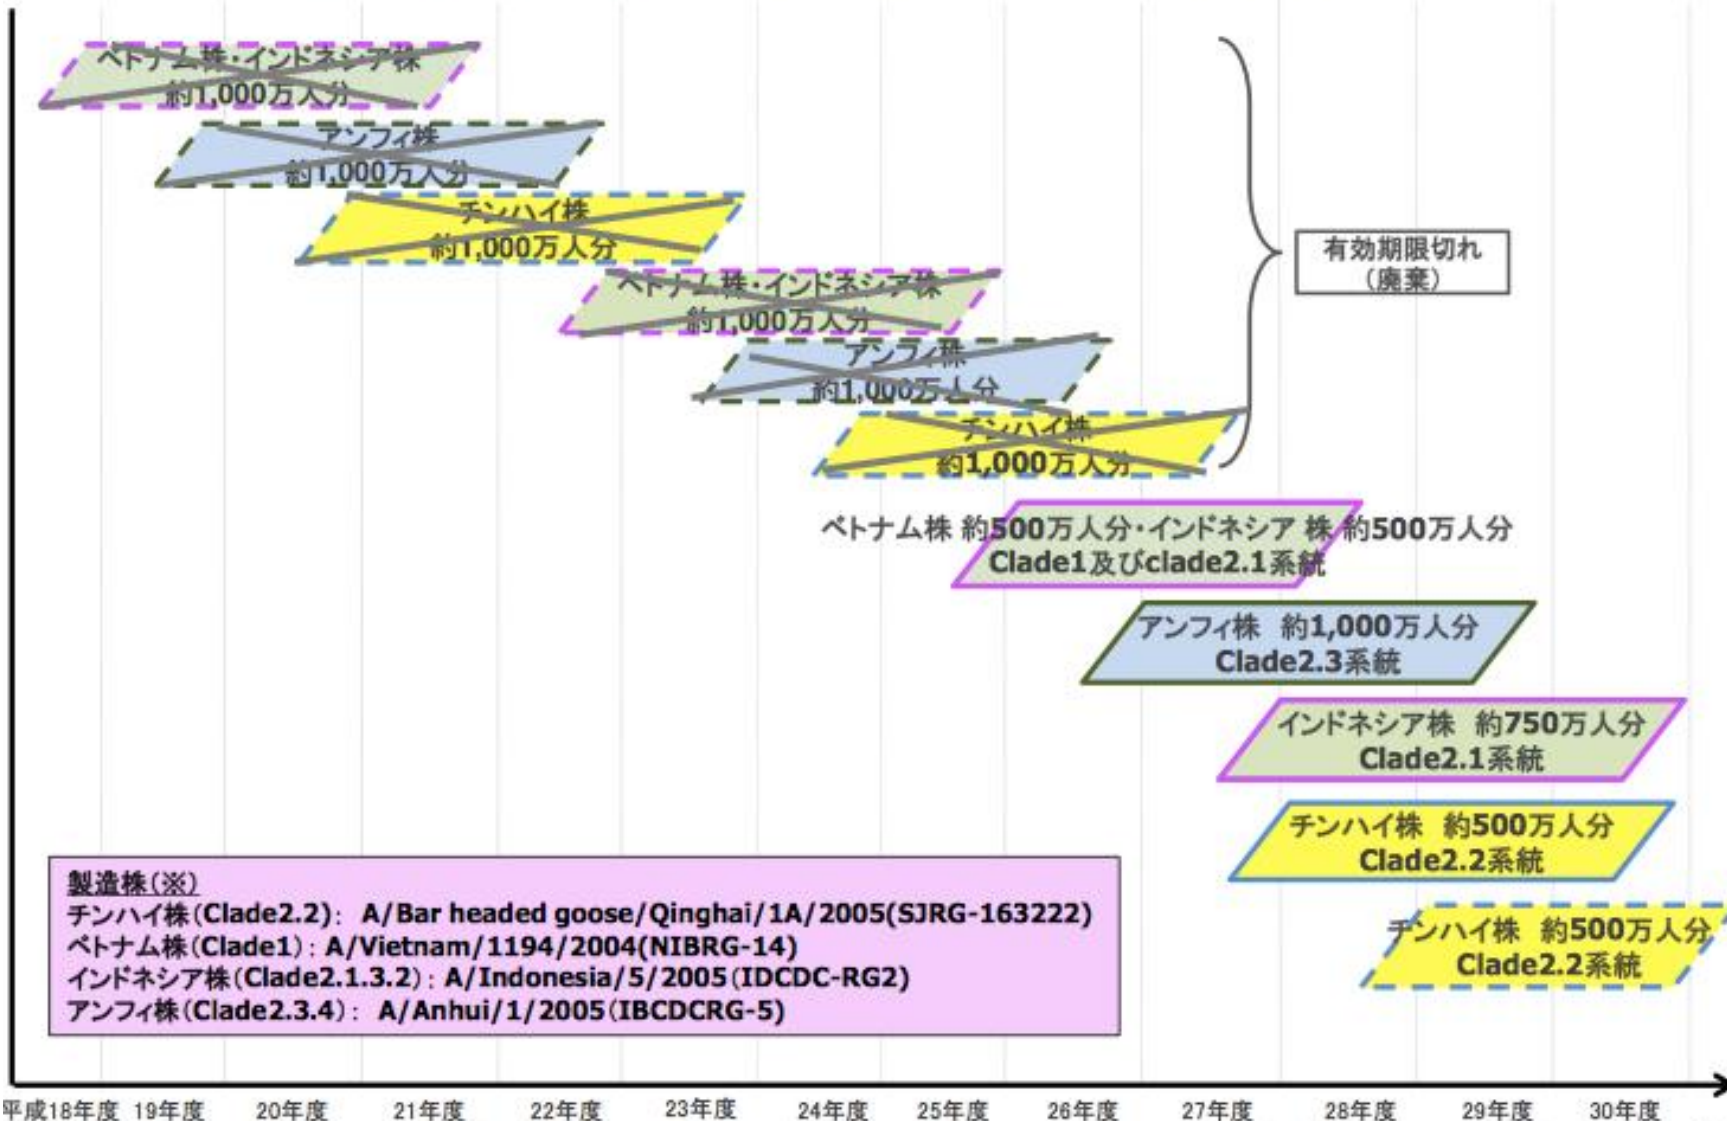 ベトナム株・インドネシア株
約1,000万人分
アンフィ株
約1,000万人分
チンハイ株
約1,000万人分
ベトナム株・インドネシア株
約1,000万人分
アンフィ株
約1,000万人分
チンハイ株
約1,000万人分
有効期限切れ
（廃棄）
ベトナム株 約500万人分・インドネシア 株 約500万人分
Clade1及びclade2.1系統
アンフィ株　約1,000万人分
Clade2.3系統
インドネシア株　約750万人分
Clade2.1系統
チンハイ株　約500万人分
Clade2.2系統
チンハイ株　約500万人分
Clade2.2系統
製造株（※）
チンハイ株（Clade2.2）：　A/Bar headed goose/Qinghai/1A/2005(SJRG-163222)
ベトナム株（Clade1）：A/Vietnam/1194/2004(NIBRG-14)
インドネシア株（Clade2.1.3.2）：A/Indonesia/5/2005（IDCDC-RG2)
アンフィ株（Clade2.3.4）：　A/Anhui/1/2005（IBCDCRG-5)
平成18年度 19年度 20年度 21年度 22年度 23年度 24年度 25年度 26年度 27年度 28年度 29年度 30年度